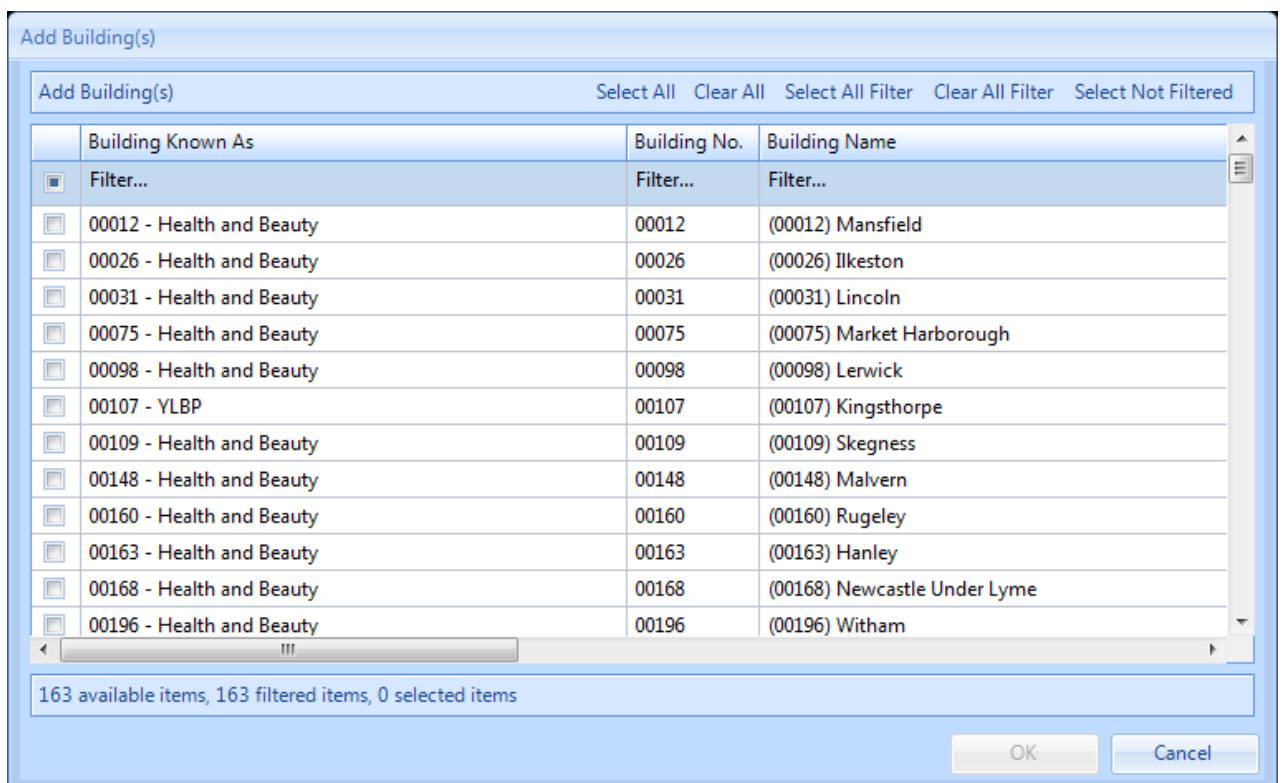 Add Building(s)
Add Building(s) Select All Clear All Select All Filter Clear All Filter Select Not Filtered
Building Known As Building No. Building Name
Filter... Filter... Filter...
00012 - Health and Beauty 00012 (00012) Mansfield
00026 - Health and Beauty 00026 (00026) Ilkeston
00031 - Health and Beauty 00031 (00031) Lincoln
00075 - Health and Beauty 00075 (00075) Market Harborough
00098 - Health and Beauty 00098 (00098) Lerwick
00107 - YLBP 00107 (00107) Kingsthorpe
00109 - Health and Beauty 00109 (00109) Skegness
00148 - Health and Beauty 00148 (00148) Malvern
00160 - Health and Beauty 00160 (00160) Rugeley
00163 - Health and Beauty 00163 (00163) Hanley
00168 - Health and Beauty 00168 (00168) Newcastle Under Lyme
00196 - Health and Beauty 00196 (00196) Witham
163 available items, 163 filtered items, 0 selected items
OK Cancel